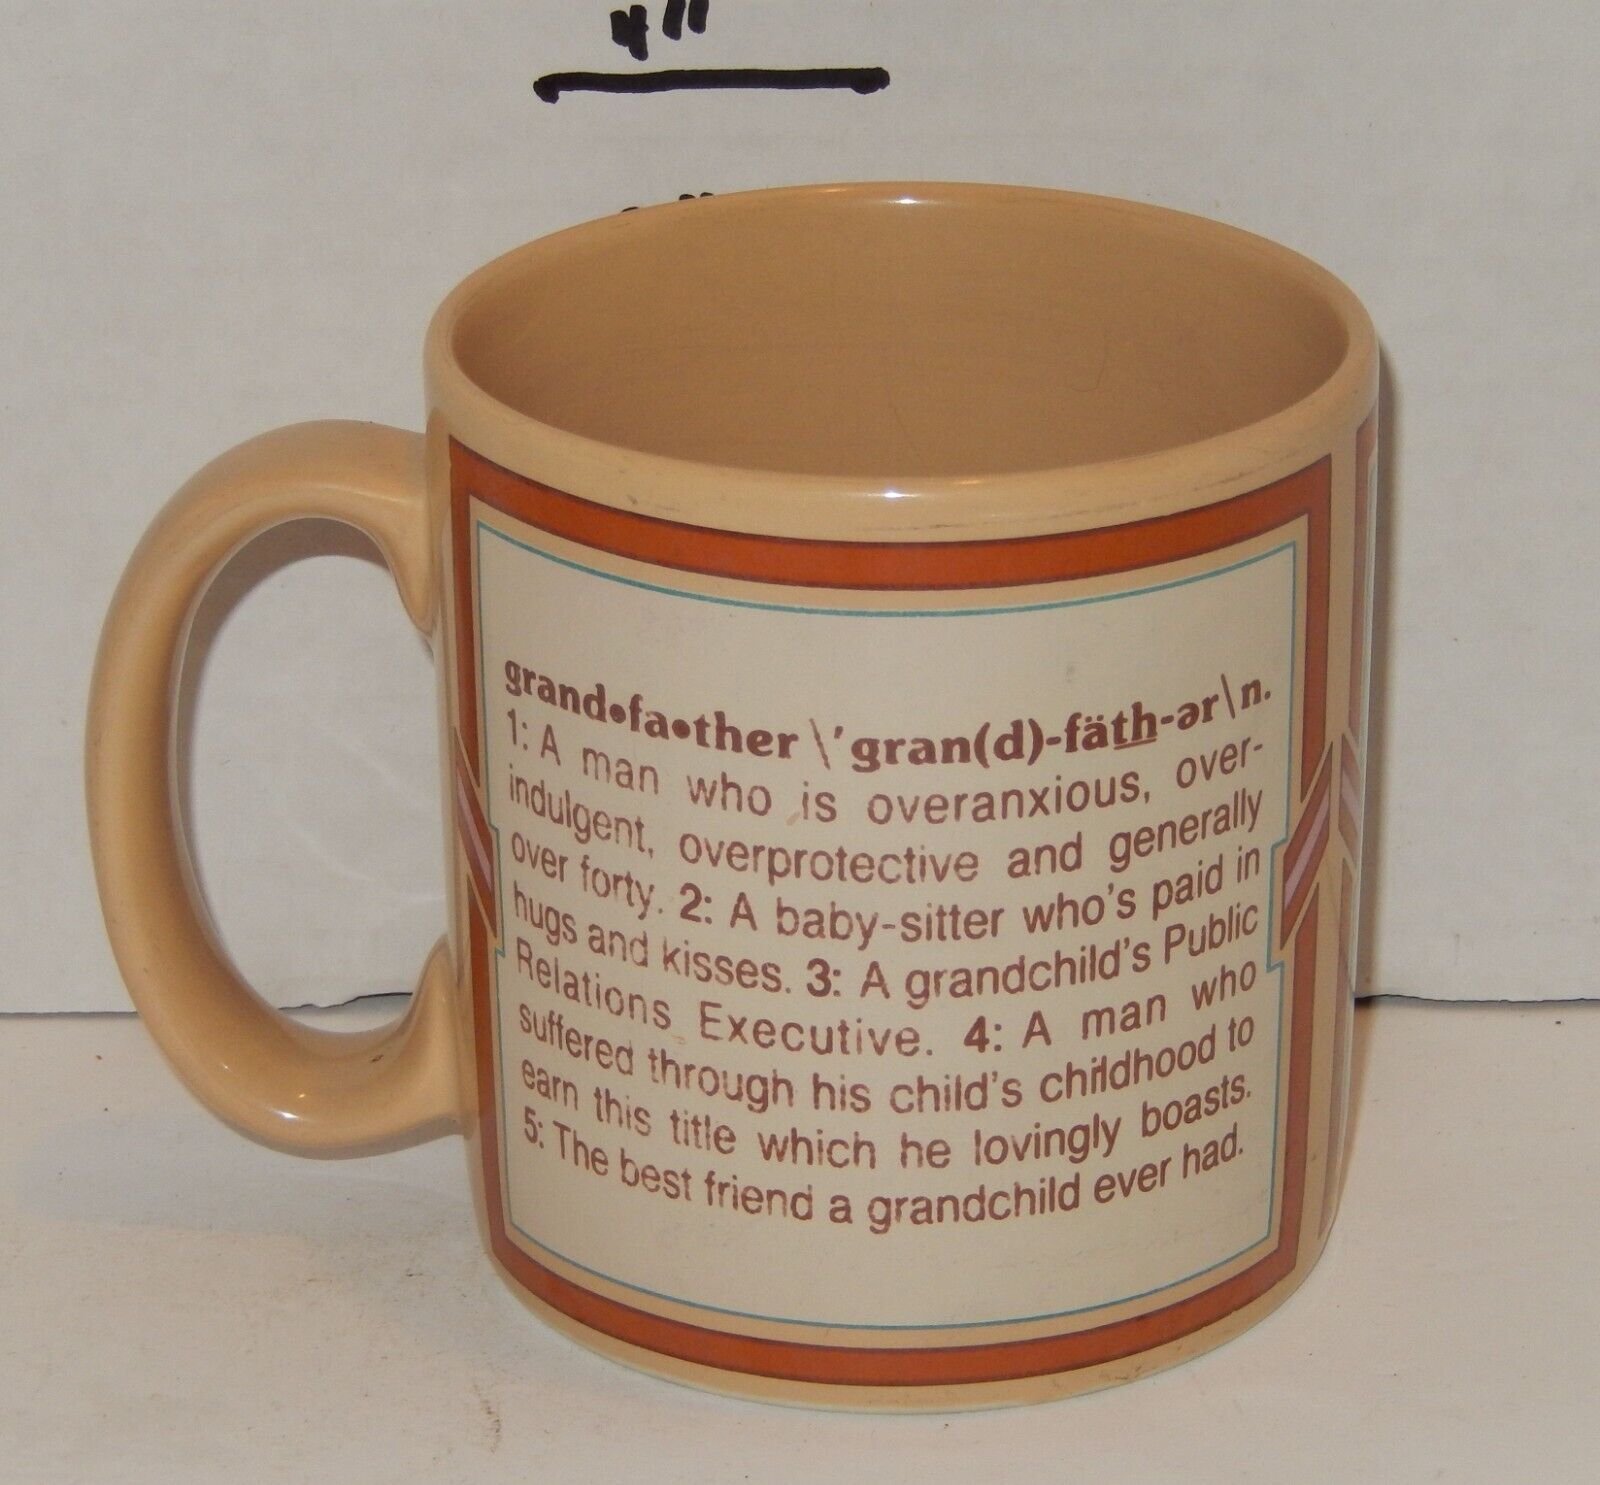 4"
"
grand•fa•ther \ˈgran(d)-fäth-ər\n.
1: A man who is overanxious, over-
indulgent, overprotective and generally
over forty. 2: A baby-sitter who's paid in
hugs and kisses. 3: A grandchild's Public
Relations Executive. 4: A man who
suffered through his child's childhood to
earn this title which he lovingly boasts.
5: The best friend a grandchild ever had.